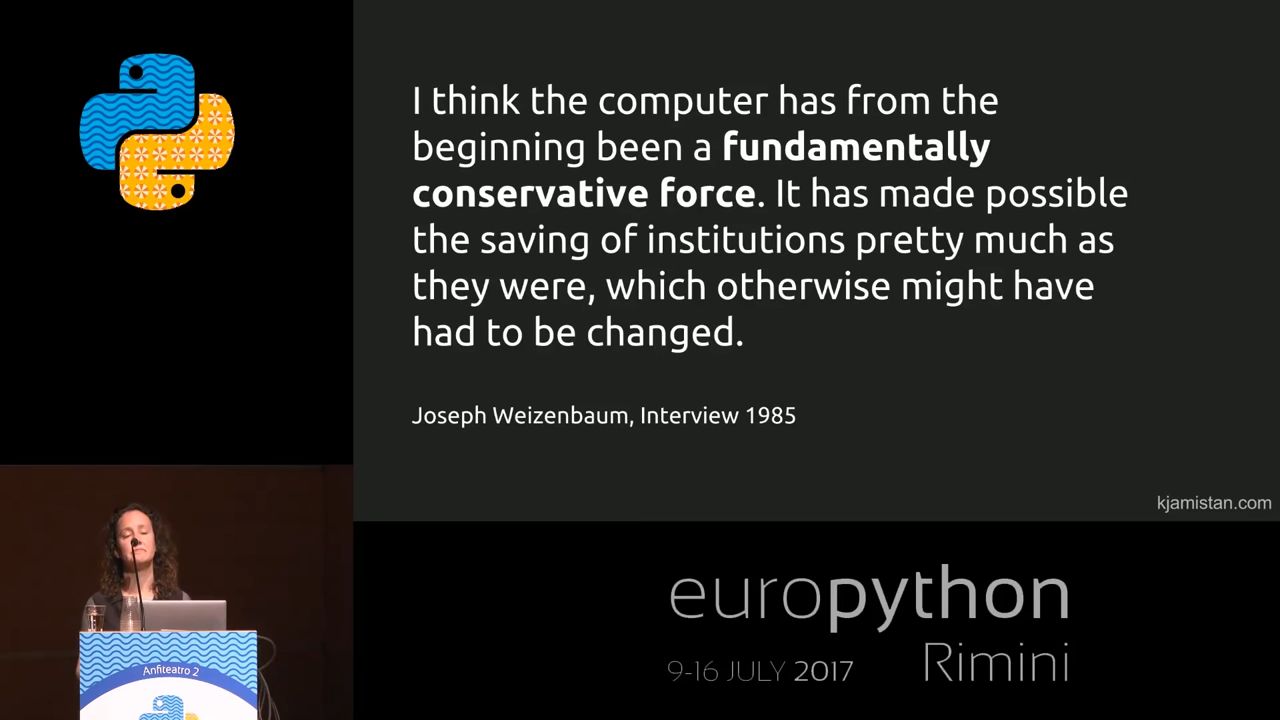 I think the computer has from the
beginning been a fundamentally
conservative force. It has made possible
the saving of institutions pretty much as
they were, which otherwise might have
had to be changed.
Joseph Weizenbaum, Interview 1985
kjamistan.com
europython
9-16 JULY 2017 Rimini
Anfiteatro 2